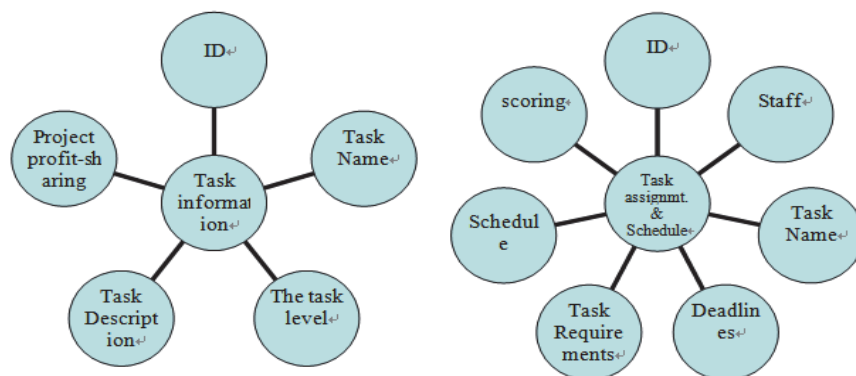 ID
Project
profit-sh
aring
Task
Name
Task
informat
ion
Task
Descript
ion
The task
level
ID
scoring
Staff
Task
assignmt.
&
Schedule
Schedul
e
Task
Name
Task
Require
ments
Deadlin
es